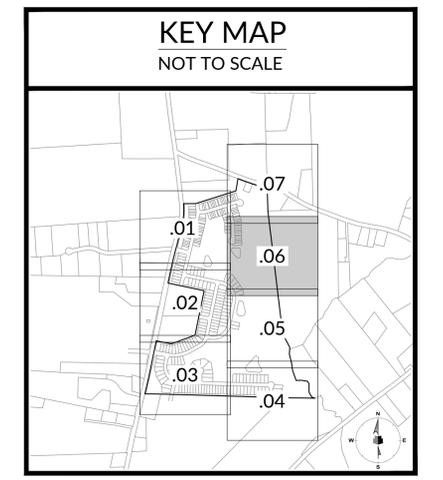 KEY MAP
NOT TO SCALE
.07
.01
.06
.02
.05
.03
.04
N
W
E
S